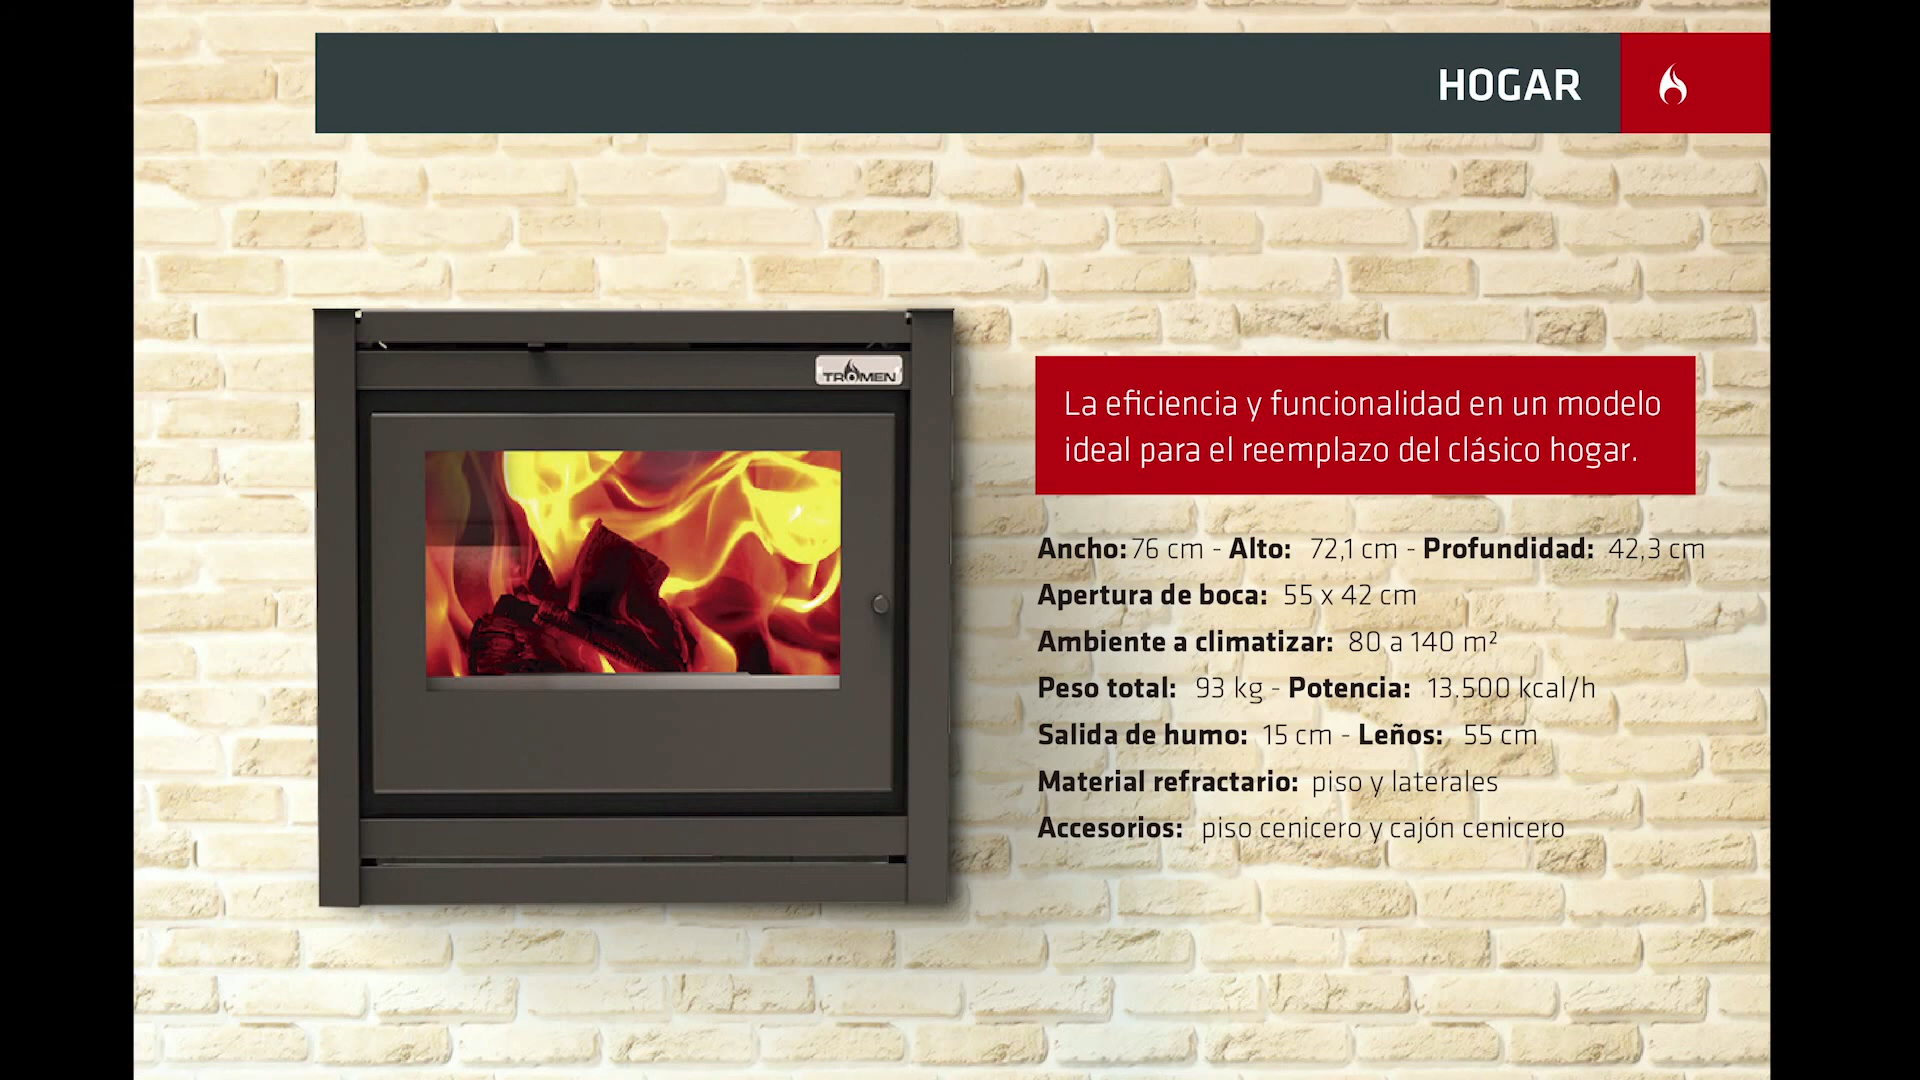 HOGAR
TROMEN
La eficiencia y funcionalidad en un modelo
ideal para el reemplazo del clásico hogar.
Ancho: 76 cm - Alto: 72,1 cm - Profundidad: 42,3 cm
Apertura de boca: 55 x 42 cm
Ambiente a climatizar: 80 a 140 m²
Peso total: 93 kg - Potencia: 13.500 kcal/h
Salida de humo: 15 cm - Leños: 55 cm
Material refractario: piso y laterales
Accesorios: piso cenicero y cajón cenicero